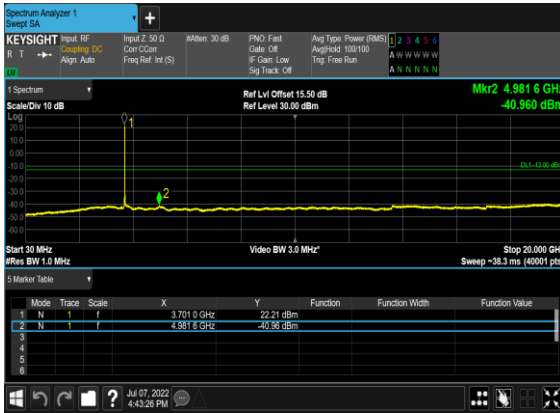 Spectrum Analyzer 1
Swept SA
KEYSIGHT
R T
Input: RF
Coupling: DC
Align: Auto
Input Z: 50 Ω
Corr CCorr
Freq Ref: Int (S)
#Atten: 30 dB
PNO: Fast
Gate: Off
IF Gain: Low
Sig Track: Off
Avg Type: Power (RMS)
Avg|Hold: 100/100
Trig: Free Run
1 2 3 4 5 6
A W W W W W
A N N N N N
1 Spectrum
Scale/Div 10 dB
Ref Lvl Offset 15.50 dB
Ref Level 30.00 dBm
Mkr2 4.981 6 GHz
-40.960 dBm
Log
20.0
10.0
0.00
-10.0
-20.0
-30.0
-40.0
-50.0
-60.0
1
2
DL1 -13.00 dBm
Start 30 MHz
#Res BW 1.0 MHz
Video BW 3.0 MHz*
Stop 20.000 GHz
Sweep ~38.3 ms (40001 pts)
5 Marker Table
Mode Trace Scale X Y Function Function Width Function Value
1 N 1 f 3.701 0 GHz 22.21 dBm
2 N 1 f 4.981 6 GHz -40.96 dBm
3
4
5
6
Jul 07, 2022
4:43:26 PM